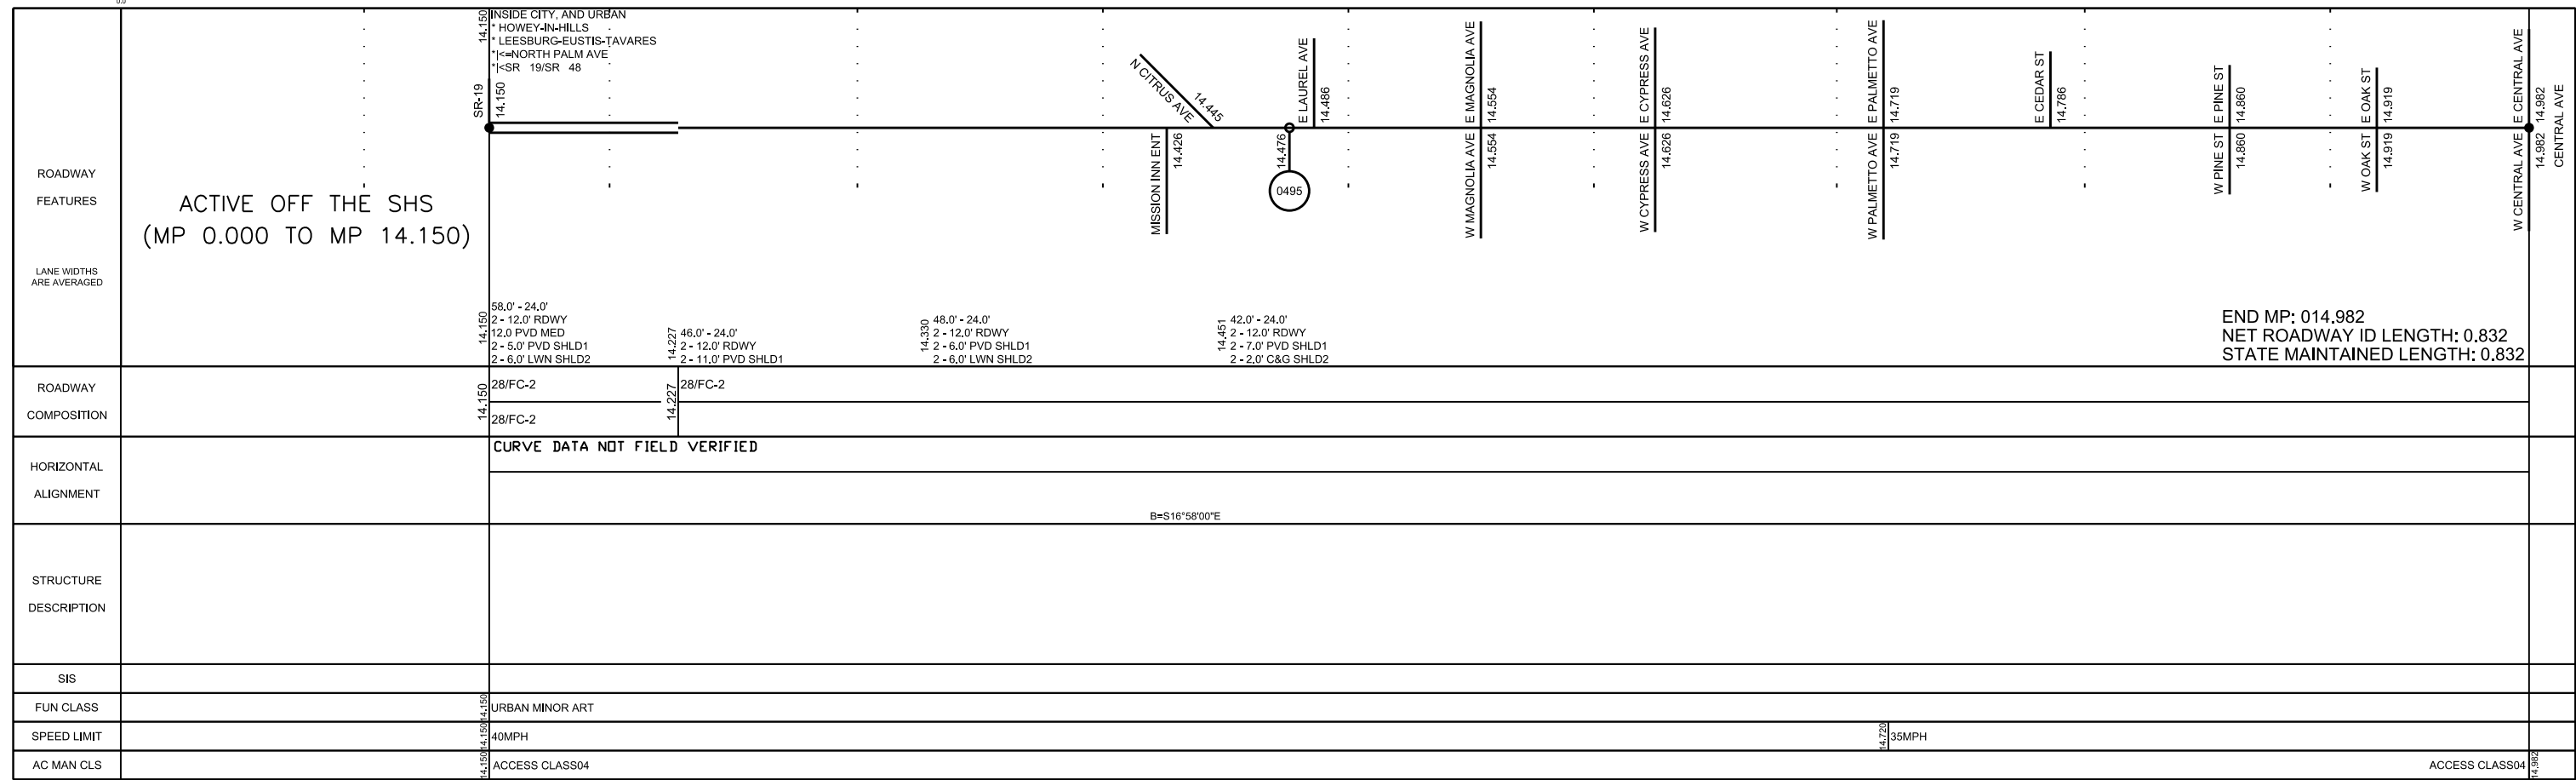 0.0
14.150
INSIDE CITY, AND URBAN
* HOWEY-IN-HILLS
* LEESBURG-EUSTIS-TAVARES
*|<=NORTH PALM AVE
*|<SR 19/SR 48
SR-19
14.150
N CITRUS AVE
14.445
E LAUREL AVE
14.486
E MAGNOLIA AVE
14.554
E CYPRESS AVE
14.626
E PALMETTO AVE
14.719
E CEDAR ST
14.786
E PINE ST
14.860
E OAK ST
14.919
E CENTRAL AVE
14.982
CENTRAL AVE
MISSION INN ENT
14.426
14.476
0495
W MAGNOLIA AVE
14.554
W CYPRESS AVE
14.626
W PALMETTO AVE
14.719
W PINE ST
14.860
W OAK ST
14.919
W CENTRAL AVE
14.982
ROADWAY
FEATURES
LANE WIDTHS
ARE AVERAGED
ACTIVE OFF THE SHS
(MP 0.000 TO MP 14.150)
14.150
58.0' - 24.0'
2 - 12.0' RDWY
12.0 PVD MED
2 - 5.0' PVD SHLD1
2 - 6.0' LWN SHLD2
14.227
46.0' - 24.0'
2 - 12.0' RDWY
2 - 11.0' PVD SHLD1
14.330
48.0' - 24.0'
2 - 12.0' RDWY
2 - 6.0' PVD SHLD1
2 - 6.0' LWN SHLD2
14.451
42.0' - 24.0'
2 - 12.0' RDWY
2 - 7.0' PVD SHLD1
2 - 2.0' C&G SHLD2
END MP: 014.982
NET ROADWAY ID LENGTH: 0.832
STATE MAINTAINED LENGTH: 0.832
ROADWAY
COMPOSITION
14.150
28/FC-2
28/FC-2
14.227
28/FC-2
HORIZONTAL
ALIGNMENT
CURVE DATA NOT FIELD VERIFIED
B=S16°58'00"E
STRUCTURE
DESCRIPTION
SIS
FUN CLASS
14.150
URBAN MINOR ART
SPEED LIMIT
14.150
40MPH
14.720
35MPH
AC MAN CLS
14.150
ACCESS CLASS04
ACCESS CLASS04
14.982